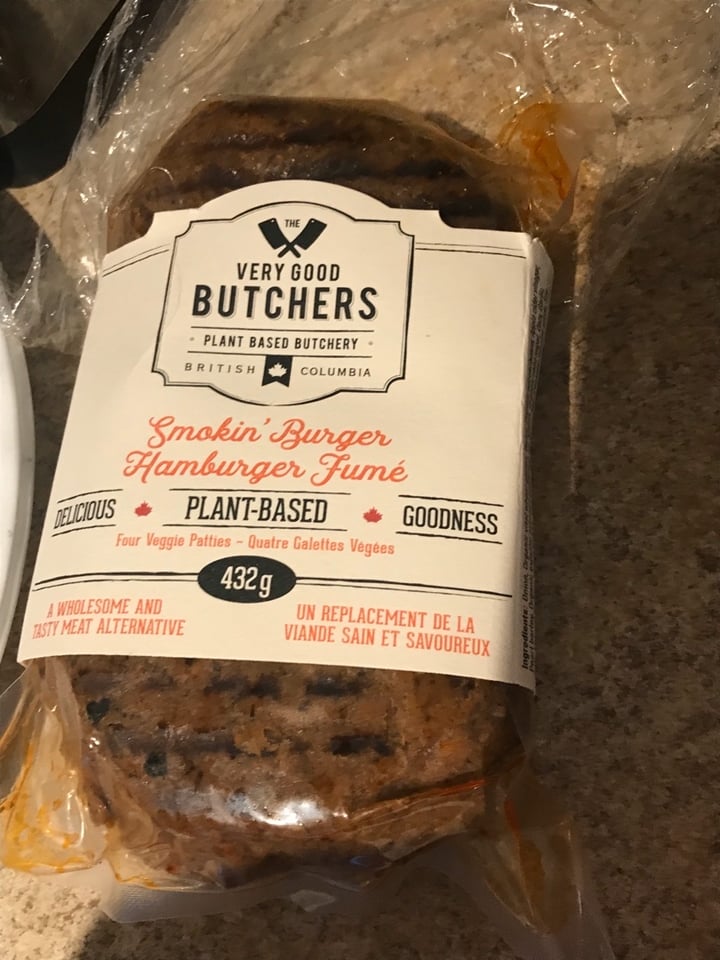 THE
VERY GOOD
BUTCHERS
PLANT BASED BUTCHERY
BRITISH COLUMBIA
Smokin' Burger
Hamburger Fumé
DELICIOUS PLANT-BASED GOODNESS
Four Veggie Patties - Quatre Galettes Végées
432g
A WHOLESOME AND
TASTY MEAT ALTERNATIVE
UN REPLACEMENT DE LA
VIANDE SAIN ET SAVOUREUX
Ingredients: